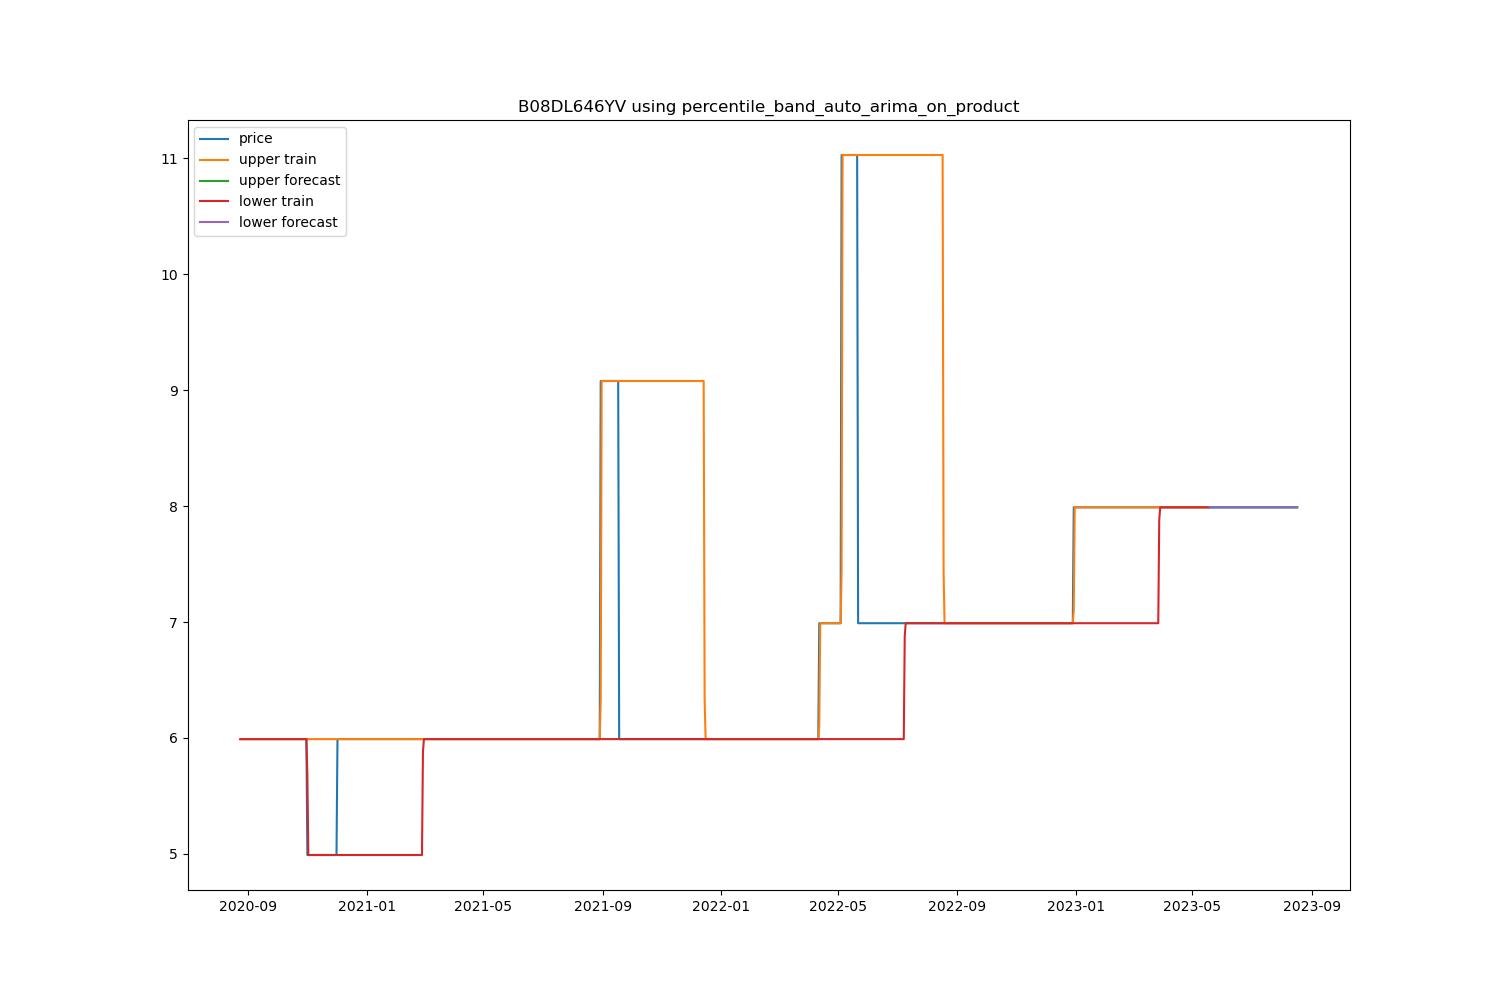 B08DL646YV using percentile_band_auto_arima_on_product
price
upper train
upper forecast
lower train
lower forecast
11
10
9
8
7
6
5
2020-09 2021-01 2021-05 2021-09 2022-01 2022-05 2022-09 2023-01 2023-05 2023-09